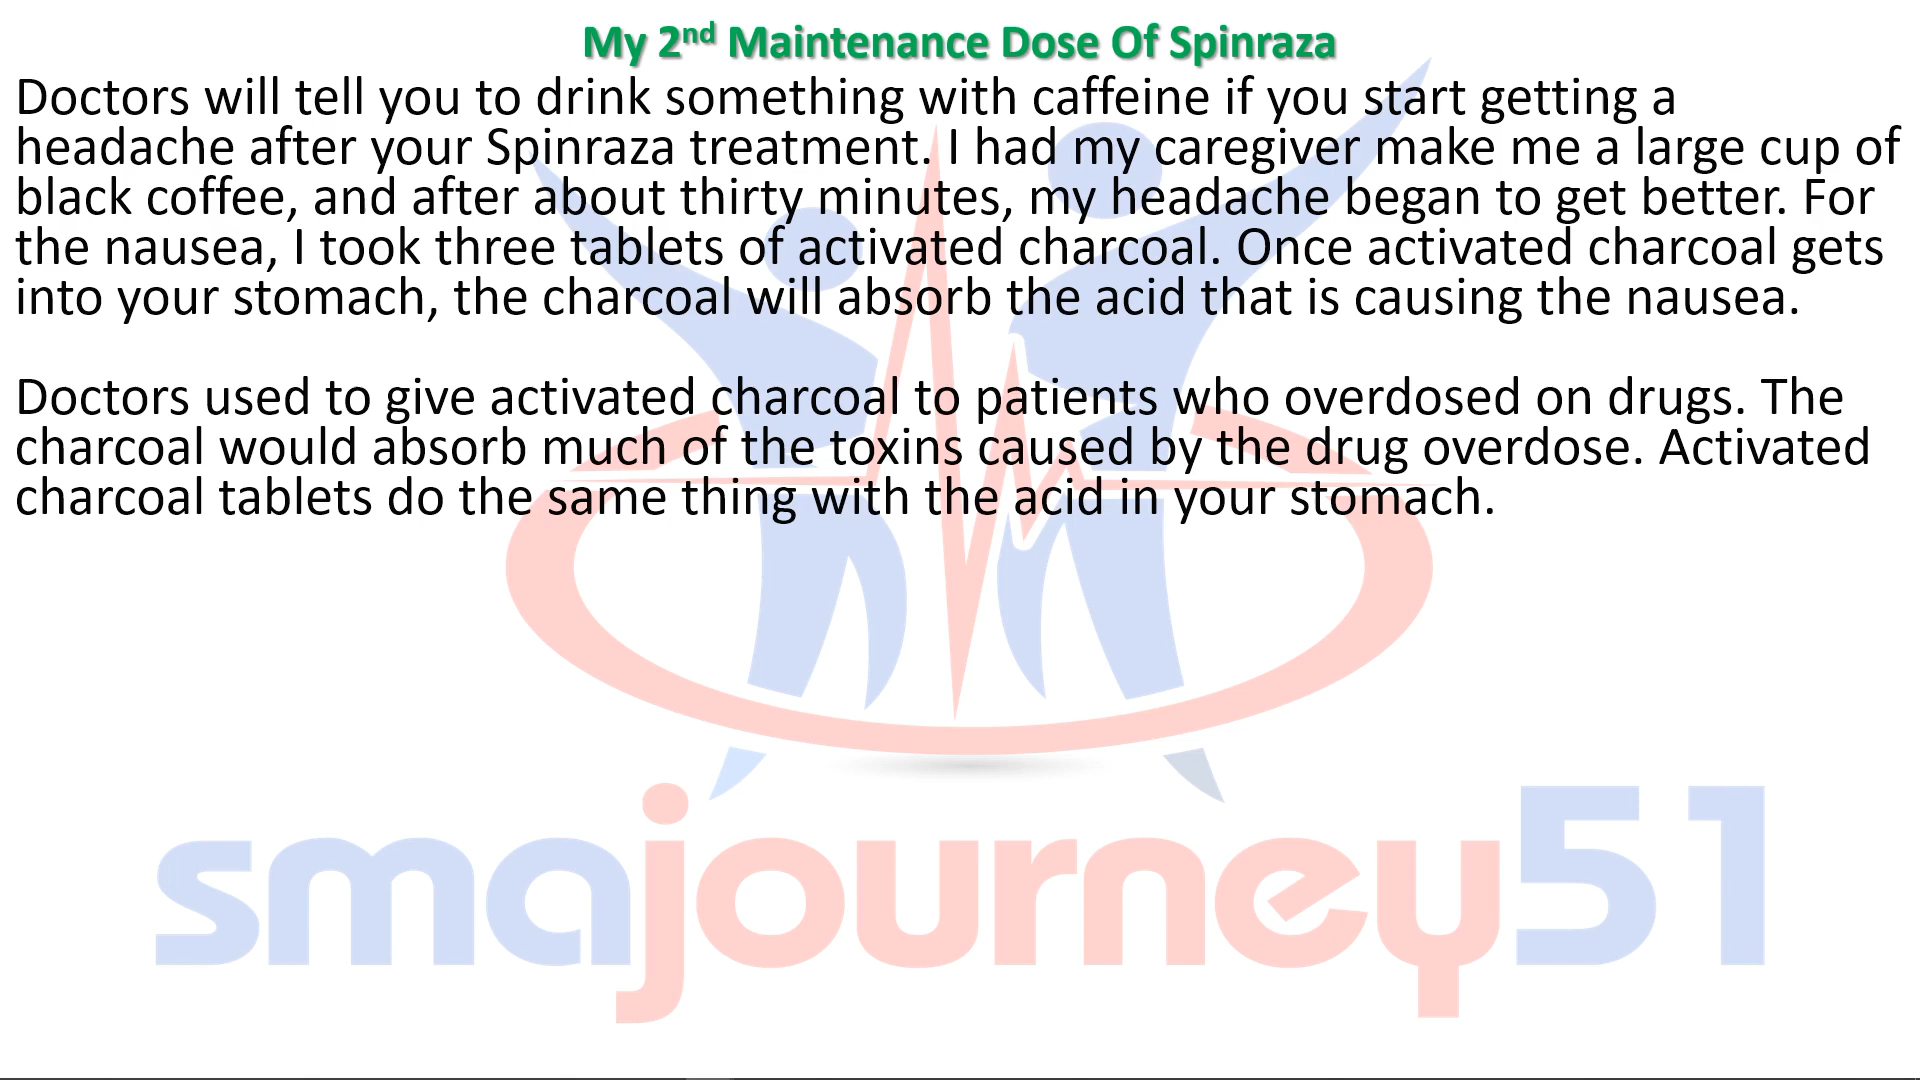 My 2nd Maintenance Dose Of Spinraza
Doctors will tell you to drink something with caffeine if you start getting a
headache after your Spinraza treatment. I had my caregiver make me a large cup of
black coffee, and after about thirty minutes, my headache began to get better. For
the nausea, I took three tablets of activated charcoal. Once activated charcoal gets
into your stomach, the charcoal will absorb the acid that is causing the nausea.
Doctors used to give activated charcoal to patients who overdosed on drugs. The
charcoal would absorb much of the toxins caused by the drug overdose. Activated
charcoal tablets do the same thing with the acid in your stomach.
smajourney51